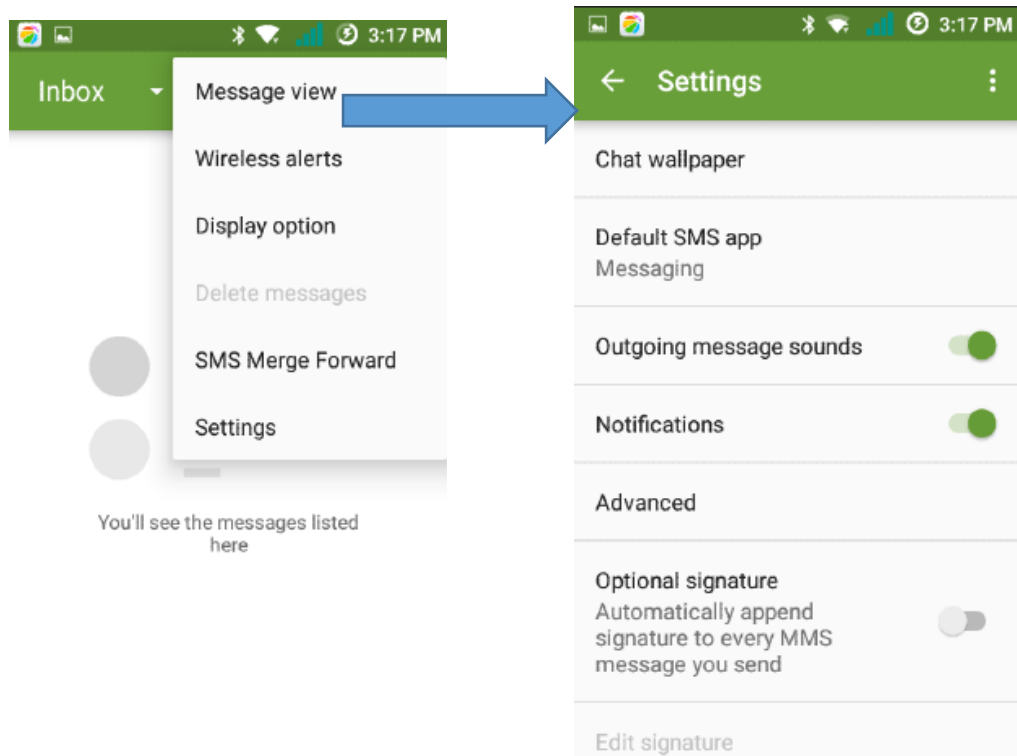 3:17 PM
Inbox
Message view
Wireless alerts
Display option
Delete messages
SMS Merge Forward
Settings
You'll see the messages listed
here
3:17 PM
Settings
Chat wallpaper
Default SMS app
Messaging
Outgoing message sounds
Notifications
Advanced
Optional signature
Automatically append
signature to every MMS
message you send
Edit signature